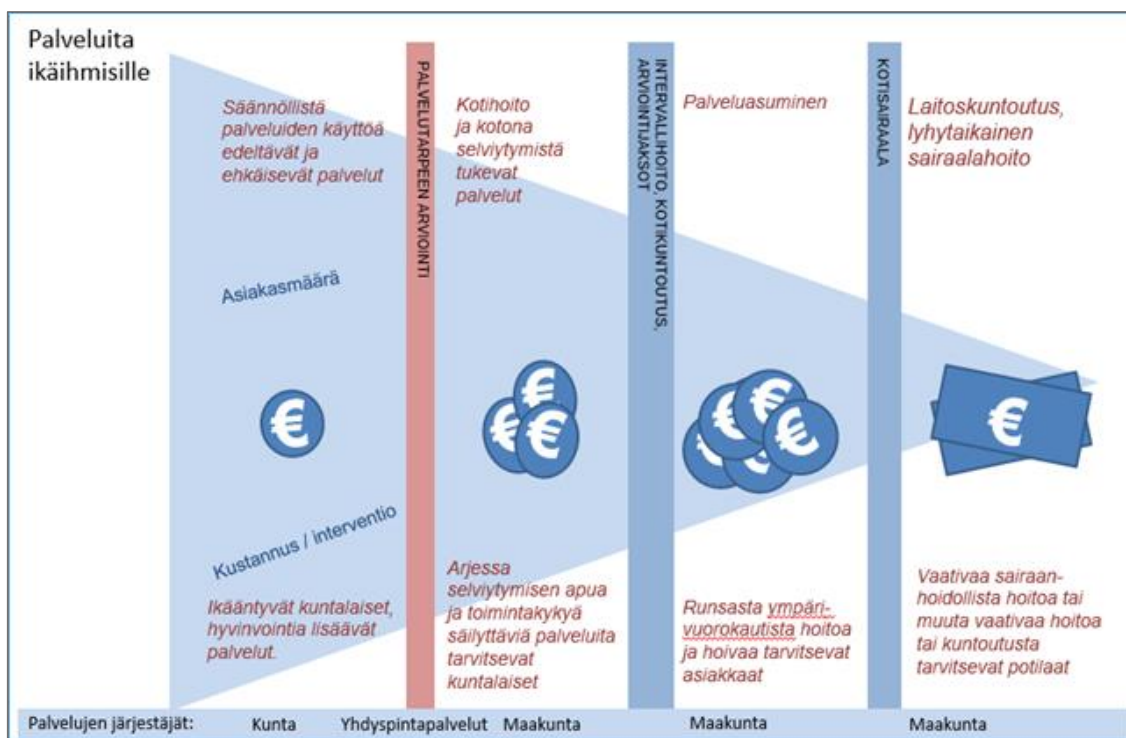 Palveluita
ikäihmisille
Säännöllistä
palveluiden käyttöä
edeltävät ja
ehkäisevät palvelut
PALVELUTARPEEN ARVIOINTI
Kotihoito
ja kotona
selviytymistä
tukevat
palvelut
INTERVALLIHOITO, KOTIKUNTOUTUS,
ARVIOINTIJAKSOT
Palveluasuminen
KOTISAIRAALA
Laitoskuntoutus,
lyhytaikainen
sairaalahoito
Asiakasmäärä
€
€
€
€
€
€
€
€
€
€
Kustannus / interventio
Ikääntyvät kuntalaiset,
hyvinvointia lisäävät
palvelut.
Arjessa
selviytymisen apua
ja toimintakykyä
säilyttäviä palveluita
tarvitsevat
kuntalaiset
Runsasta ympäri-
vuorokautista hoitoa
ja hoivaa tarvitsevat
asiakkaat
Vaativaa sairaan-
hoidollista hoitoa tai
muuta vaativaa hoitoa
tai kuntoutusta
tarvitsevat potilaat
Palvelujen järjestäjät: Kunta Yhdyspintapalvelut Maakunta Maakunta Maakunta